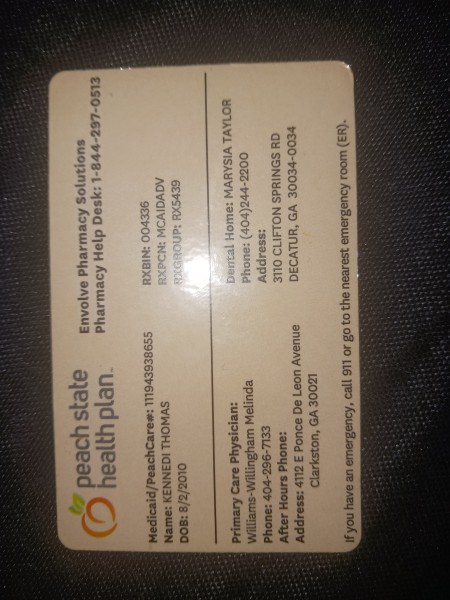 peach state
health plan™
Envolve Pharmacy Solutions
Pharmacy Help Desk: 1-844-297-0513
Medicaid/PeachCare#: 111943938655
Name: KENNEDI THOMAS
DOB: 8/2/2010
RXBIN: 004336
RXPCN: MCAIDADV
RXGROUP: RX5439
Primary Care Physician:
Williams-Willingham Melinda
Phone: 404-296-7133
After Hours Phone:
Address: 4112 E Ponce De Leon Avenue
Clarkston, GA 30021
Dental Home: MARYSIA TAYLOR
Phone: (404)244-2200
Address:
3110 CLIFTON SPRINGS RD
DECATUR, GA 30034-0034
If you have an emergency, call 911 or go to the nearest emergency room (ER).